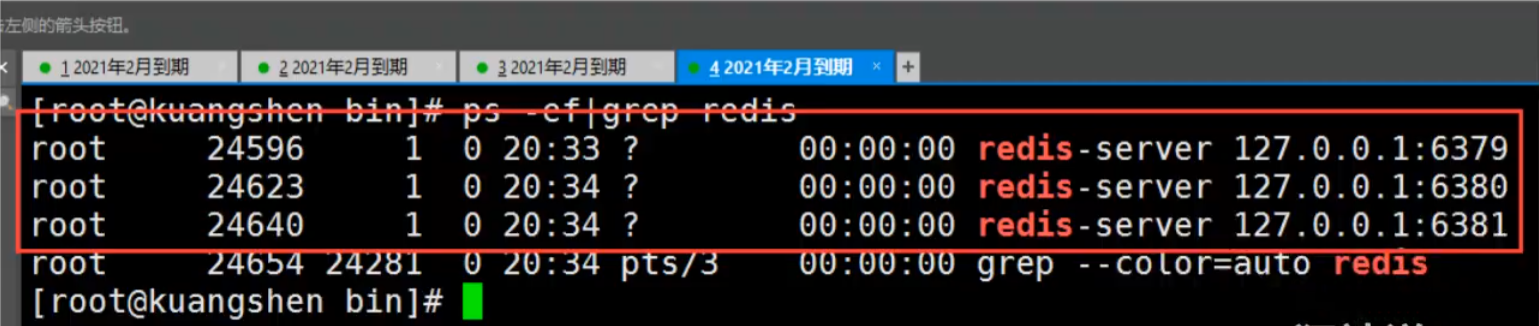 左侧的箭头按钮。
1 2021年2月到期 2 2021年2月到期 3 2021年2月到期 4 2021年2月到期 × +
[root@kuangshen bin]# ps -ef|grep redis
root 24596 1 0 20:33 ? 00:00:00 redis-server 127.0.0.1:6379
root 24623 1 0 20:34 ? 00:00:00 redis-server 127.0.0.1:6380
root 24640 1 0 20:34 ? 00:00:00 redis-server 127.0.0.1:6381
root 24654 24281 0 20:34 pts/3 00:00:00 grep --color=auto redis
[root@kuangshen bin]#